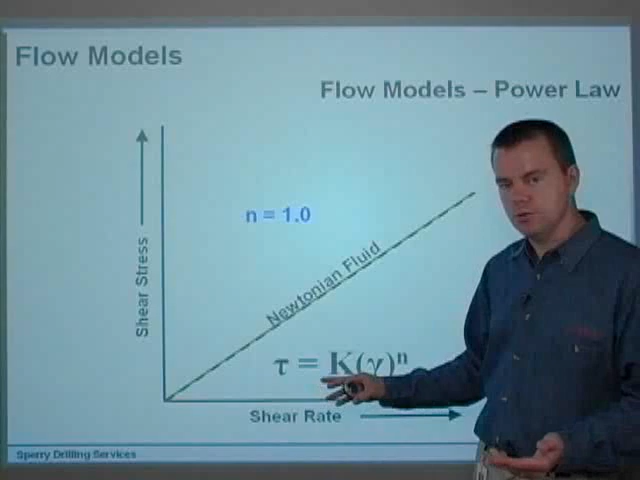 Flow Models
Flow Models – Power Law
n = 1.0
Shear Stress
Newtonian Fluid
τ = K(γ)ⁿ
Shear Rate
Sperry Drilling Services